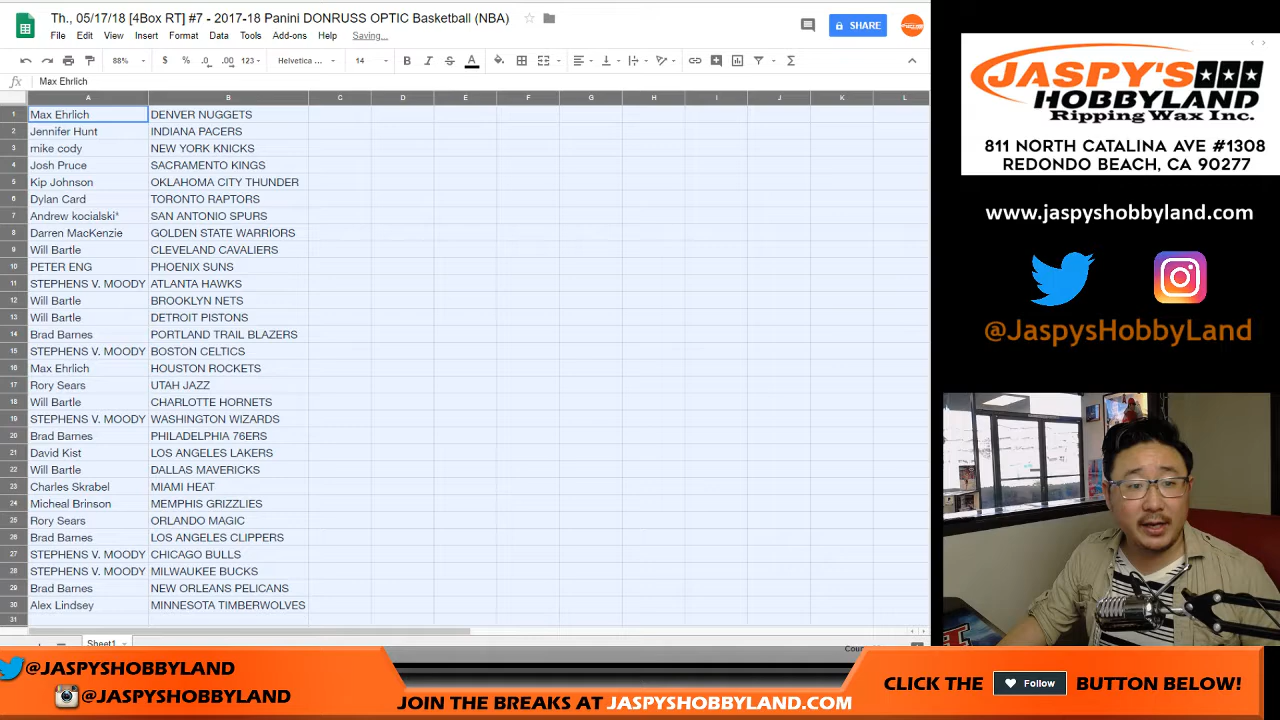 Th., 05/17/18 [4Box RT] #7 - 2017-18 Panini DONRUSS OPTIC Basketball (NBA)
File Edit View Insert Format Data Tools Add-ons Help Saving...
SHARE
88% $ % .0 .00 123 Helvetica ... 14 B I S A
fx Max Ehrlich
A B C D E F G H I J K L
1 Max Ehrlich DENVER NUGGETS
2 Jennifer Hunt INDIANA PACERS
3 mike cody NEW YORK KNICKS
4 Josh Pruce SACRAMENTO KINGS
5 Kip Johnson OKLAHOMA CITY THUNDER
6 Dylan Card TORONTO RAPTORS
7 Andrew kocialski* SAN ANTONIO SPURS
8 Darren MacKenzie GOLDEN STATE WARRIORS
9 Will Bartle CLEVELAND CAVALIERS
10 PETER ENG PHOENIX SUNS
11 STEPHENS V. MOODY ATLANTA HAWKS
12 Will Bartle BROOKLYN NETS
13 Will Bartle DETROIT PISTONS
14 Brad Barnes PORTLAND TRAIL BLAZERS
15 STEPHENS V. MOODY BOSTON CELTICS
16 Max Ehrlich HOUSTON ROCKETS
17 Rory Sears UTAH JAZZ
18 Will Bartle CHARLOTTE HORNETS
19 STEPHENS V. MOODY WASHINGTON WIZARDS
20 Brad Barnes PHILADELPHIA 76ERS
21 David Kist LOS ANGELES LAKERS
22 Will Bartle DALLAS MAVERICKS
23 Charles Skrabel MIAMI HEAT
24 Micheal Brinson MEMPHIS GRIZZLIES
25 Rory Sears ORLANDO MAGIC
26 Brad Barnes LOS ANGELES CLIPPERS
27 STEPHENS V. MOODY CHICAGO BULLS
28 STEPHENS V. MOODY MILWAUKEE BUCKS
29 Brad Barnes NEW ORLEANS PELICANS
30 Alex Lindsey MINNESOTA TIMBERWOLVES
31
Sheet1
JASPY'S
HOBBYLAND
Ripping Wax Inc.
811 NORTH CATALINA AVE #1308
REDONDO BEACH, CA 90277
www.jaspyshobbyland.com
@JaspysHobbyLand
@JASPYSHOBBYLAND
@JASPYSHOBBYLAND
JOIN THE BREAKS AT JASPYSHOBBYLAND.COM
CLICK THE Follow BUTTON BELOW!